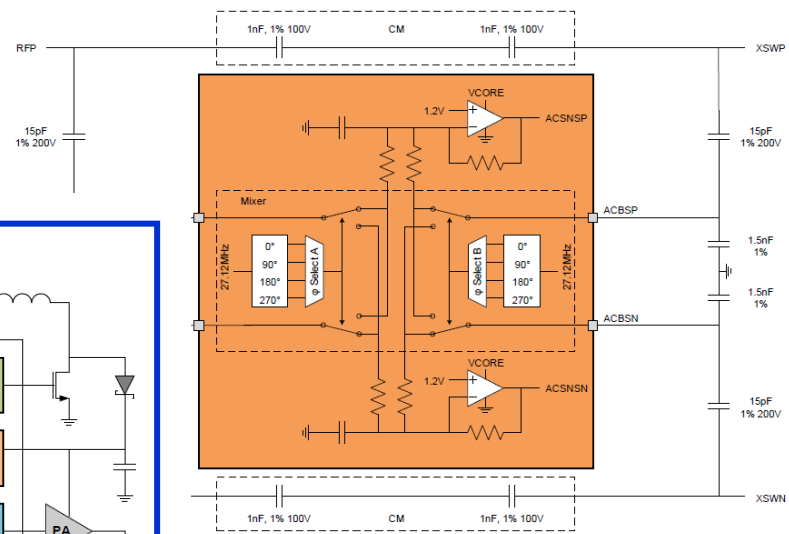 1nF, 1% 100V
CM
1nF, 1% 100V
RFP
XSWP
VCORE
1.2V
ACSNSP
15pF
1% 200V
15pF
1% 200V
Mixer
ACBSP
27.12MHz
0°
90°
180°
270°
φ Select A
φ Select B
0°
90°
180°
270°
27.12MHz
1.5nF
1%
1.5nF
1%
ACBSN
VCORE
1.2V
ACSNSN
15pF
1% 200V
XSWN
1nF, 1% 100V
CM
1nF, 1% 100V
PA